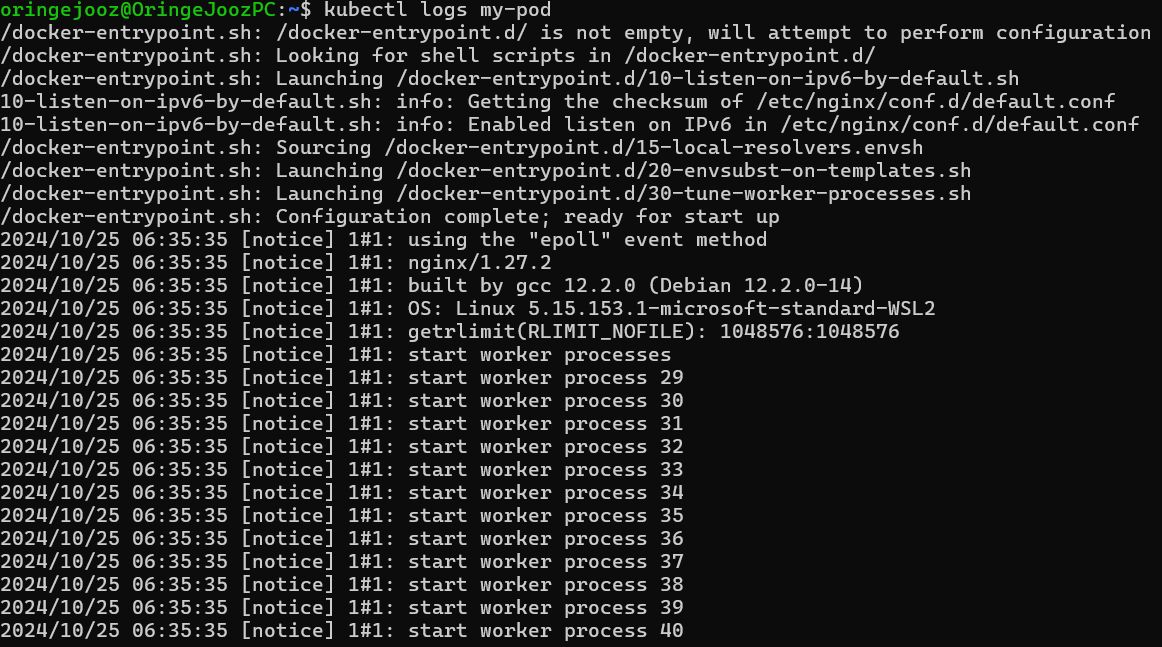 oringejooz@OringeJoozPC:~$ kubectl logs my-pod
/docker-entrypoint.sh: /docker-entrypoint.d/ is not empty, will attempt to perform configuration
/docker-entrypoint.sh: Looking for shell scripts in /docker-entrypoint.d/
/docker-entrypoint.sh: Launching /docker-entrypoint.d/10-listen-on-ipv6-by-default.sh
10-listen-on-ipv6-by-default.sh: info: Getting the checksum of /etc/nginx/conf.d/default.conf
10-listen-on-ipv6-by-default.sh: info: Enabled listen on IPv6 in /etc/nginx/conf.d/default.conf
/docker-entrypoint.sh: Sourcing /docker-entrypoint.d/15-local-resolvers.envsh
/docker-entrypoint.sh: Launching /docker-entrypoint.d/20-envsubst-on-templates.sh
/docker-entrypoint.sh: Launching /docker-entrypoint.d/30-tune-worker-processes.sh
/docker-entrypoint.sh: Configuration complete; ready for start up
2024/10/25 06:35:35 [notice] 1#1: using the "epoll" event method
2024/10/25 06:35:35 [notice] 1#1: nginx/1.27.2
2024/10/25 06:35:35 [notice] 1#1: built by gcc 12.2.0 (Debian 12.2.0-14)
2024/10/25 06:35:35 [notice] 1#1: OS: Linux 5.15.153.1-microsoft-standard-WSL2
2024/10/25 06:35:35 [notice] 1#1: getrlimit(RLIMIT_NOFILE): 1048576:1048576
2024/10/25 06:35:35 [notice] 1#1: start worker processes
2024/10/25 06:35:35 [notice] 1#1: start worker process 29
2024/10/25 06:35:35 [notice] 1#1: start worker process 30
2024/10/25 06:35:35 [notice] 1#1: start worker process 31
2024/10/25 06:35:35 [notice] 1#1: start worker process 32
2024/10/25 06:35:35 [notice] 1#1: start worker process 33
2024/10/25 06:35:35 [notice] 1#1: start worker process 34
2024/10/25 06:35:35 [notice] 1#1: start worker process 35
2024/10/25 06:35:35 [notice] 1#1: start worker process 36
2024/10/25 06:35:35 [notice] 1#1: start worker process 37
2024/10/25 06:35:35 [notice] 1#1: start worker process 38
2024/10/25 06:35:35 [notice] 1#1: start worker process 39
2024/10/25 06:35:35 [notice] 1#1: start worker process 40